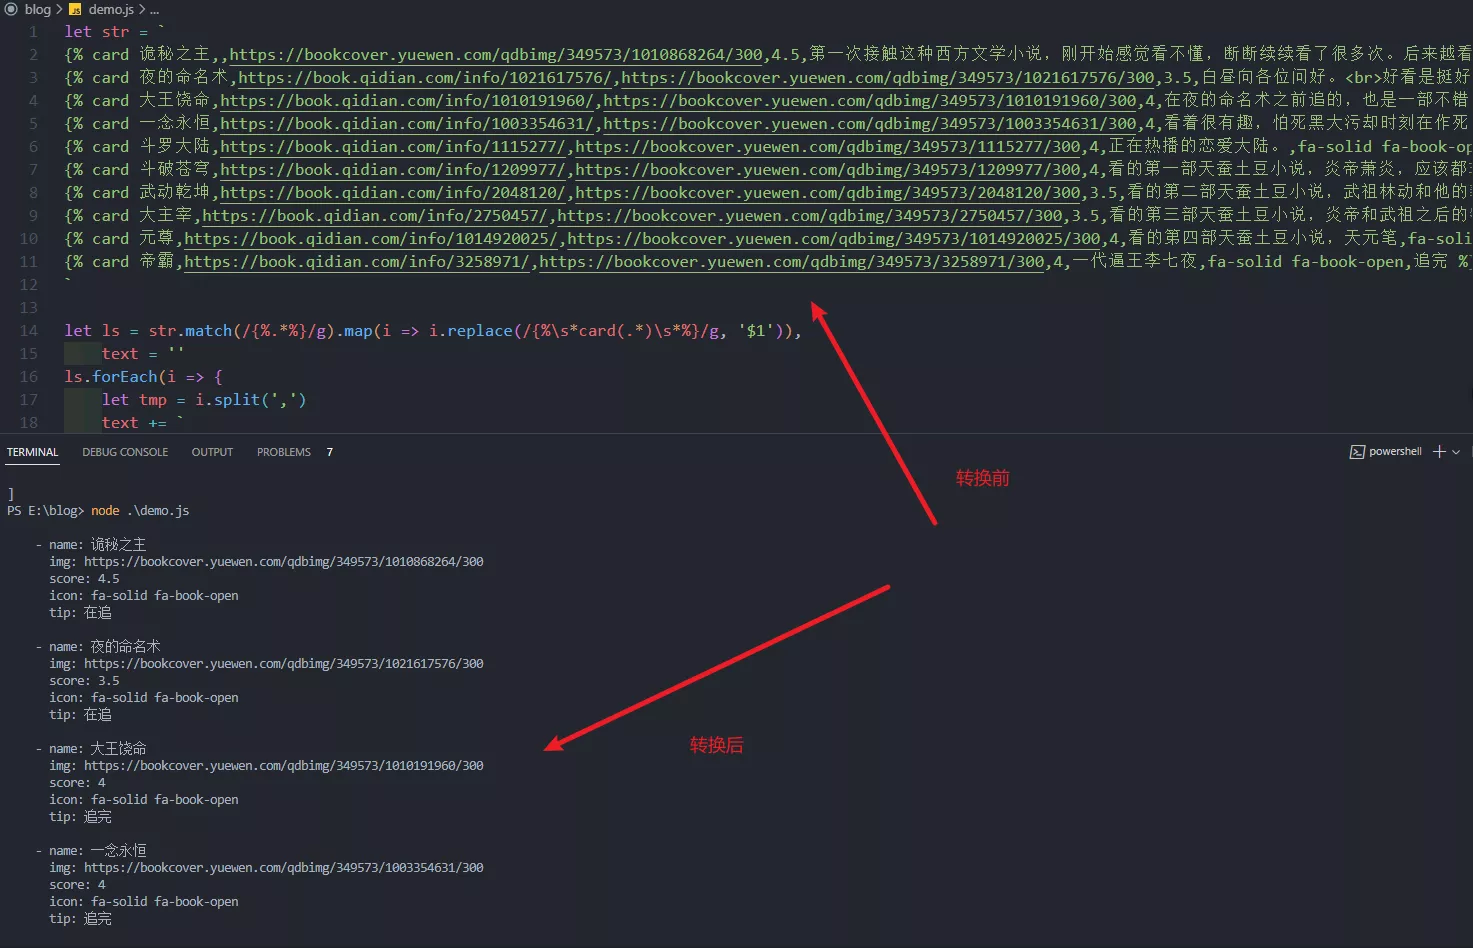 blog > JS demo.js > ...
1 let str = `
2 {% card 诡秘之主,,https://bookcover.yuewen.com/qdbimg/349573/1010868264/300,4.5,第一次接触这种西方文学小说，刚开始感觉看不懂，断断续续看了很多次。后来越看
3 {% card 夜的命名术,https://book.qidian.com/info/1021617576/,https://bookcover.yuewen.com/qdbimg/349573/1021617576/300,3.5,白昼向各位问好。<br>好看是挺好
4 {% card 大王饶命,https://book.qidian.com/info/1010191960/,https://bookcover.yuewen.com/qdbimg/349573/1010191960/300,4,在夜的命名术之前追的，也是一部不错
5 {% card 一念永恒,https://book.qidian.com/info/1003354631/,https://bookcover.yuewen.com/qdbimg/349573/1003354631/300,4,看着很有趣，怕死黑大污却时刻在作死
6 {% card 斗罗大陆,https://book.qidian.com/info/1115277/,https://bookcover.yuewen.com/qdbimg/349573/1115277/300,4,正在热播的恋爱大陆。,fa-solid fa-book-op
7 {% card 斗破苍穹,https://book.qidian.com/info/1209977/,https://bookcover.yuewen.com/qdbimg/349573/1209977/300,4,看的第一部天蚕土豆小说，炎帝萧炎，应该都
8 {% card 武动乾坤,https://book.qidian.com/info/2048120/,https://bookcover.yuewen.com/qdbimg/349573/2048120/300,3.5,看的第二部天蚕土豆小说，武祖林动和他的
9 {% card 大主宰,https://book.qidian.com/info/2750457/,https://bookcover.yuewen.com/qdbimg/349573/2750457/300,3.5,看的第三部天蚕土豆小说，炎帝和武祖之后的
10 {% card 元尊,https://book.qidian.com/info/1014920025/,https://bookcover.yuewen.com/qdbimg/349573/1014920025/300,4,看的第四部天蚕土豆小说，天元笔,fa-soli
11 {% card 帝霸,https://book.qidian.com/info/3258971/,https://bookcover.yuewen.com/qdbimg/349573/3258971/300,4,一代逼王李七夜,fa-solid fa-book-open,追完 %
12 `
13
14 let ls = str.match(/{%.*%}/g).map(i => i.replace(/{%\s*card(.*)\s*%}/g, '$1')),
15 text = ''
16 ls.forEach(i => {
17 let tmp = i.split(',')
18 text += `
TERMINAL DEBUG CONSOLE OUTPUT PROBLEMS 7 powershell
转换前
]
PS E:\blog> node .\demo.js
- name: 诡秘之主
img: https://bookcover.yuewen.com/qdbimg/349573/1010868264/300
score: 4.5
icon: fa-solid fa-book-open
tip: 在追
- name: 夜的命名术
img: https://bookcover.yuewen.com/qdbimg/349573/1021617576/300
score: 3.5
icon: fa-solid fa-book-open
tip: 在追
转换后
- name: 大王饶命
img: https://bookcover.yuewen.com/qdbimg/349573/1010191960/300
score: 4
icon: fa-solid fa-book-open
tip: 追完
- name: 一念永恒
img: https://bookcover.yuewen.com/qdbimg/349573/1003354631/300
score: 4
icon: fa-solid fa-book-open
tip: 追完